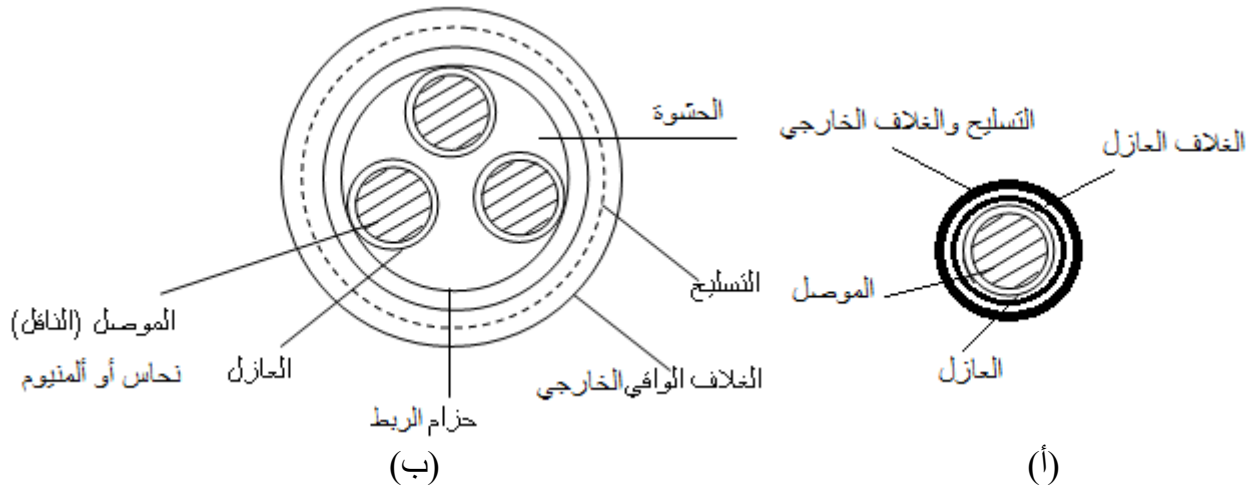 الحشوة
التسليح والغلاف الخارجي
الغلاف العازل
التسليح
الموصل
الموصل (الناقل)
نحاس أو ألمنيوم
العازل
الغلاف الواقي الخارجي
العازل
حزام الربط
(أ)
(ب)